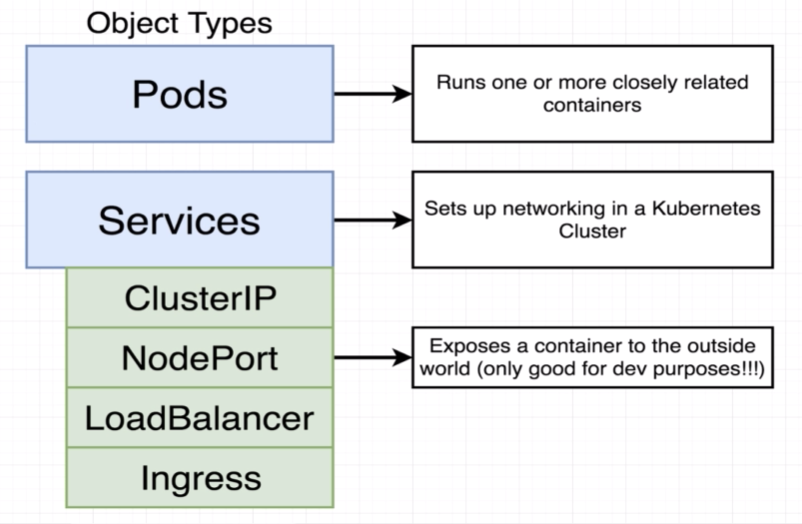 Object Types
Pods
Runs one or more closely related
containers
Services
Sets up networking in a Kubernetes
Cluster
ClusterIP
NodePort
Exposes a container to the outside
world (only good for dev purposes!!!)
LoadBalancer
Ingress